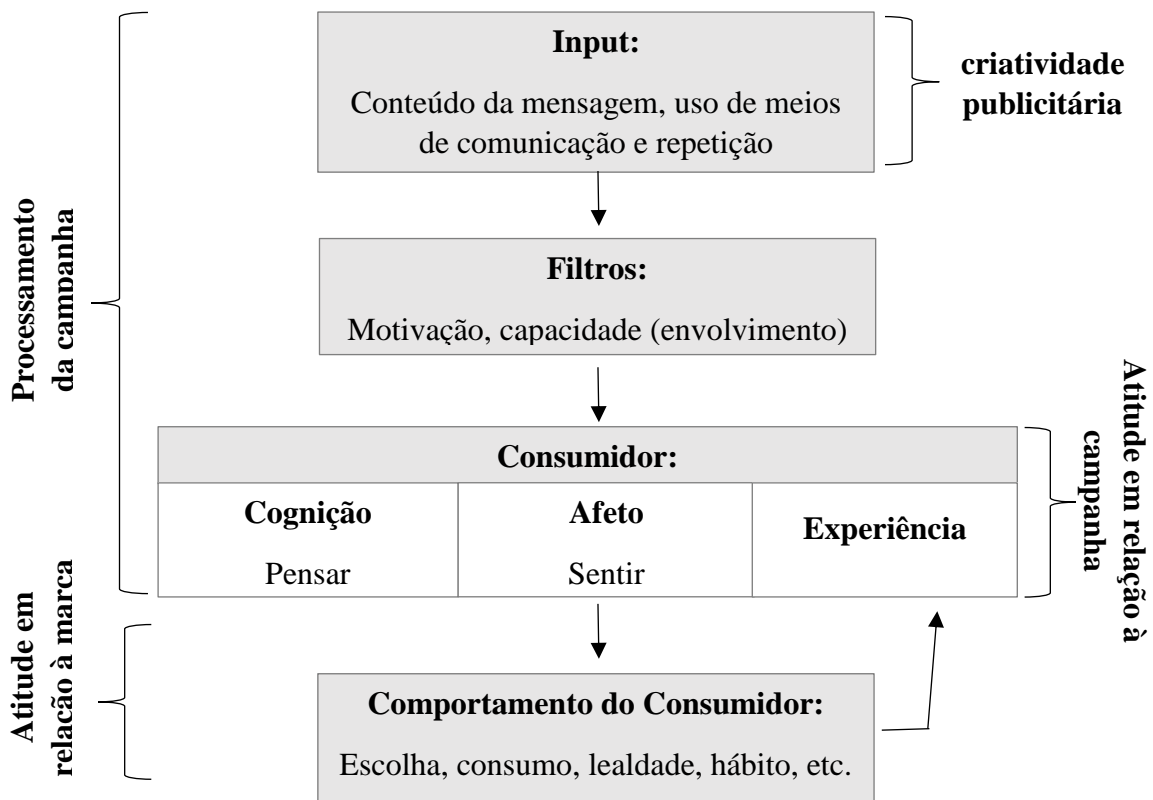 Input:
Conteúdo da mensagem, uso de meios
de comunicação e repetição
criatividade
publicitária
Processamento
da campanha
Filtros:
Motivação, capacidade (envolvimento)
Consumidor:
Cognição
Pensar
Afeto
Sentir
Experiência
Atitude em relação à
campanha
Atitude em
relação à marca
Comportamento do Consumidor:
Escolha, consumo, lealdade, hábito, etc.